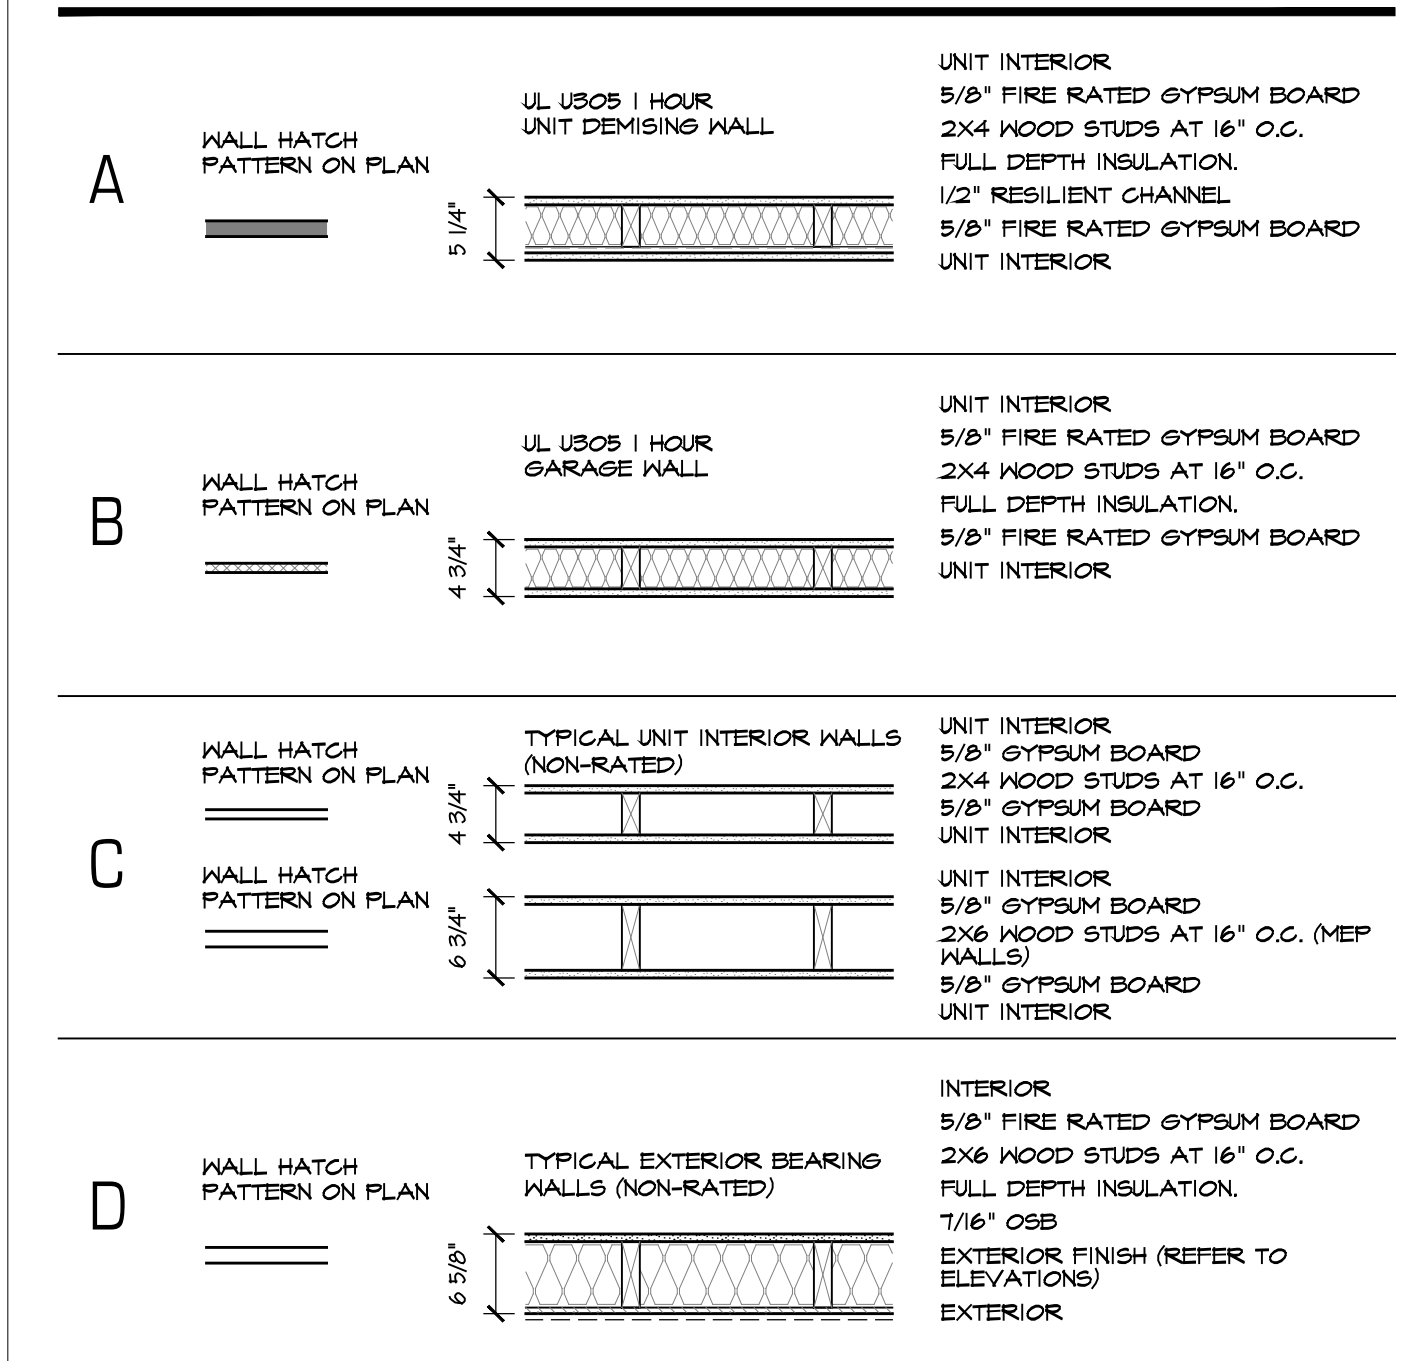 A
WALL HATCH
PATTERN ON PLAN
UL U305 1 HOUR
UNIT DEMISING WALL
5 1/4"
UNIT INTERIOR
5/8" FIRE RATED GYPSUM BOARD
2X4 WOOD STUDS AT 16" O.C.
FULL DEPTH INSULATION.
1/2" RESILIENT CHANNEL
5/8" FIRE RATED GYPSUM BOARD
UNIT INTERIOR
B
WALL HATCH
PATTERN ON PLAN
UL U305 1 HOUR
GARAGE WALL
4 3/4"
UNIT INTERIOR
5/8" FIRE RATED GYPSUM BOARD
2X4 WOOD STUDS AT 16" O.C.
FULL DEPTH INSULATION.
5/8" FIRE RATED GYPSUM BOARD
UNIT INTERIOR
C
WALL HATCH
PATTERN ON PLAN
TYPICAL UNIT INTERIOR WALLS
(NON-RATED)
4 3/4"
UNIT INTERIOR
5/8" GYPSUM BOARD
2X4 WOOD STUDS AT 16" O.C.
5/8" GYPSUM BOARD
UNIT INTERIOR
WALL HATCH
PATTERN ON PLAN
6 3/4"
UNIT INTERIOR
5/8" GYPSUM BOARD
2X6 WOOD STUDS AT 16" O.C. (MEP
WALLS)
5/8" GYPSUM BOARD
UNIT INTERIOR
D
WALL HATCH
PATTERN ON PLAN
TYPICAL EXTERIOR BEARING
WALLS (NON-RATED)
6 5/8"
INTERIOR
5/8" FIRE RATED GYPSUM BOARD
2X6 WOOD STUDS AT 16" O.C.
FULL DEPTH INSULATION.
7/16" OSB
EXTERIOR FINISH (REFER TO
ELEVATIONS)
EXTERIOR